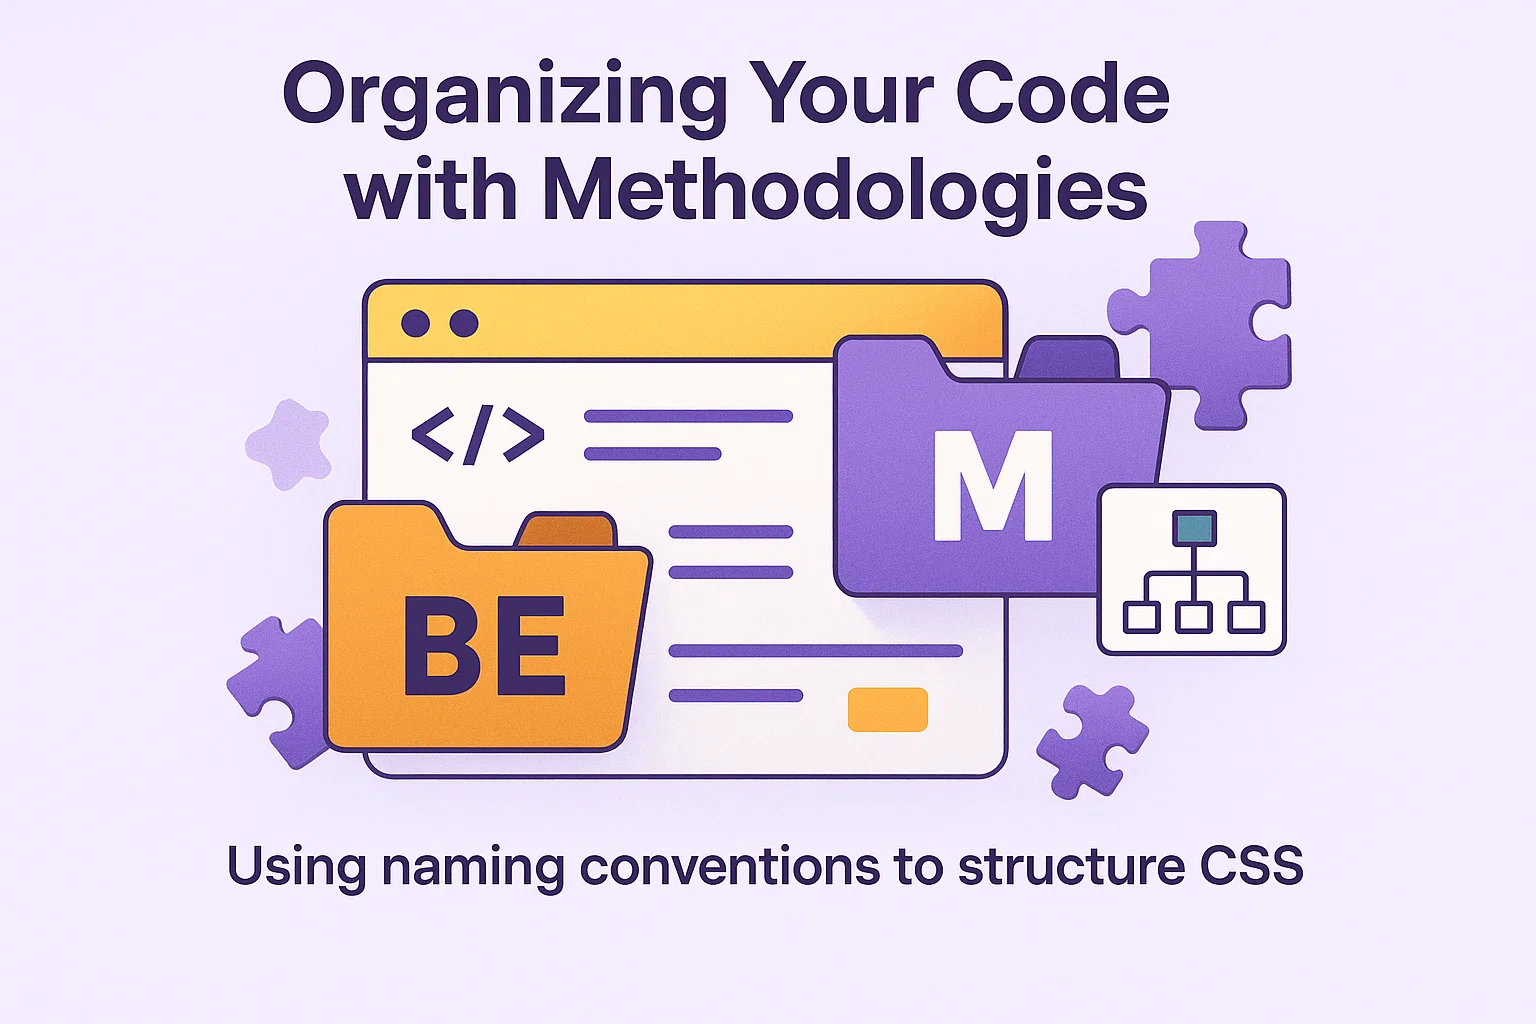 Organizing Your Code
with Methodologies
</>
M
BE
Using naming conventions to structure CSS